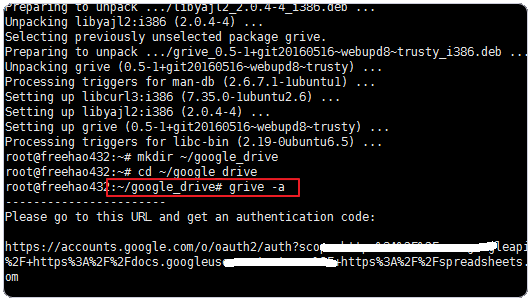 Preparing to unpack .../libyajl2_2.0.4-4_i386.deb ...
Unpacking libyajl2:i386 (2.0.4-4) ...
Selecting previously unselected package grive.
Preparing to unpack .../grive_0.5-1+git20160516~webupd8~trusty_i386.deb ...
Unpacking grive (0.5-1+git20160516~webupd8~trusty) ...
Processing triggers for man-db (2.6.7.1-1ubuntu1) ...
Setting up libcurl3:i386 (7.35.0-1ubuntu2.6) ...
Setting up libyajl2:i386 (2.0.4-4) ...
Setting up grive (0.5-1+git20160516~webupd8~trusty) ...
Processing triggers for libc-bin (2.19-0ubuntu6.5) ...
root@freehao432:~# mkdir ~/google_drive
root@freehao432:~# cd ~/google_drive
root@freehao432:~/google_drive# grive -a
-----------------------
Please go to this URL and get an authentication code:
https://accounts.google.com/o/oauth2/auth?sco gleapi
%2F+https%3A%2F%2Fdocs.googleus +https%3A%2F%2Fspreadsheets.
om